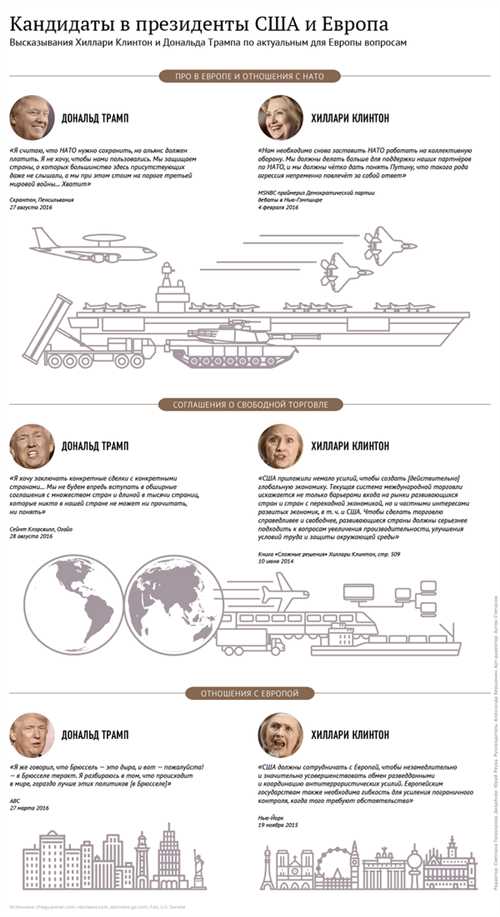 Кандидаты в президенты США и Европа
Высказывания Хиллари Клинтон и Дональда Трампа по актуальным для Европы вопросам
ПРО В ЕВРОПЕ И ОТНОШЕНИЯ С НАТО
ДОНАЛЬД ТРАМП
«Я считаю, что НАТО нужно сохранить, но альянс должен
платить. Я не хочу, чтобы нами пользовались. Мы защищаем
страны, о которых большинство здесь присутствующих
даже не слышали, а мы при этом стоим на пороге третьей
мировой войны... Хватит»
Скрантон, Пенсильвания
27 августа 2016
ХИЛЛАРИ КЛИНТОН
«Нам необходимо снова заставить НАТО работать на коллективную
оборону. Мы должны делать больше для поддержки наших партнёров
по НАТО, и мы должны чётко дать понять Путину, что такого рода
агрессия непременно повлечёт за собой ответ»
MSNBC праймериз Демократической партии
дебаты в Нью-Гэмпшире
4 февраля 2016
СОГЛАШЕНИЯ О СВОБОДНОЙ ТОРГОВЛЕ
ДОНАЛЬД ТРАМП
«Я хочу заключать конкретные сделки с конкретными
странами... Мы не будем впредь вступать в обширные
соглашения с множеством стран и длиной в тысячи страниц,
которые никто в нашей стране не может ни прочитать,
ни понять»
Сейнт Клэрсвилл, Огайо
28 августа 2016
ХИЛЛАРИ КЛИНТОН
«США приложили немало усилий, чтобы создать [действительно]
глобальную экономику. Текущая система международной торговли
искажается не только барьерами входа на рынки развивающихся
стран и стран с переходной экономикой, но и частными интересами
развитых экономик, в т. ч. и США. Чтобы сделать торговлю
справедливее и свободнее, развивающиеся страны должны серьезнее
подходить к вопросам увеличения производительности, улучшения
условий труда и защиты окружающей среды»
Книга «Сложные решения» Хиллари Клинтон, стр. 509
10 июня 2014
ОТНОШЕНИЯ С ЕВРОПОЙ
ДОНАЛЬД ТРАМП
«Я же говорил, что Брюссель — это дыра, и вот — пожалуйста!
— в Брюсселе теракт. Я разбираюсь в том, что происходит
в мире, гораздо лучше этих политиков [в Брюсселе]»
ABC
27 марта 2016
ХИЛЛАРИ КЛИНТОН
«США должны сотрудничать с Европой, чтобы незамедлительно
и значительно усовершенствовать обмен разведданными
и координацию антитеррористических усилий. Европейским
государствам также необходима гибкость для усиления пограничного
контроля, когда того требуют обстоятельства»
Нью-Йорк
19 ноября 2015